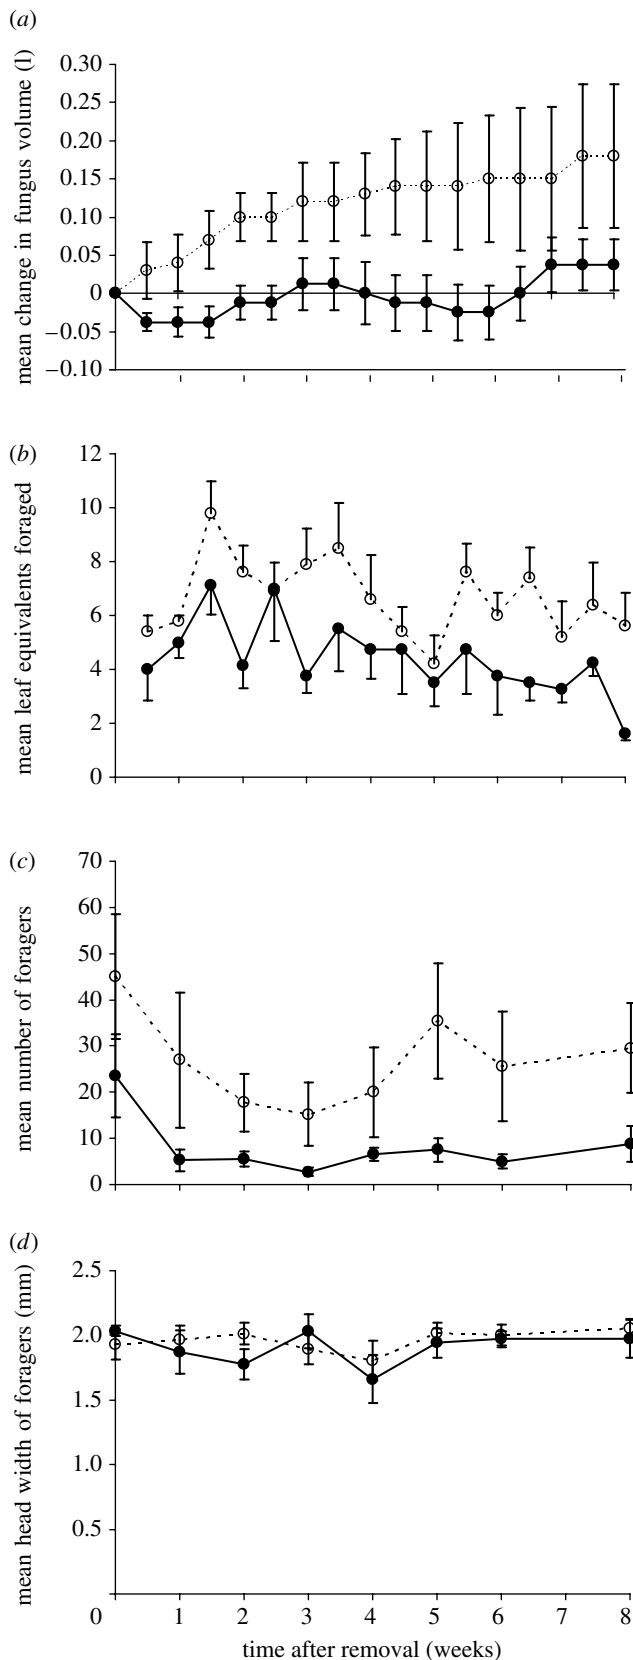 (a)
mean change in fungus volume (l)
0.30
0.25
0.20
0.15
0.10
0.05
0
−0.05
−0.10
(b)
mean leaf equivalents foraged
12
10
8
6
4
2
0
(c)
mean number of foragers
70
60
50
40
30
20
10
0
(d)
mean head width of foragers (mm)
2.5
2.0
1.5
1.0
0.5
0 1 2 3 4 5 6 7 8
time after removal (weeks)